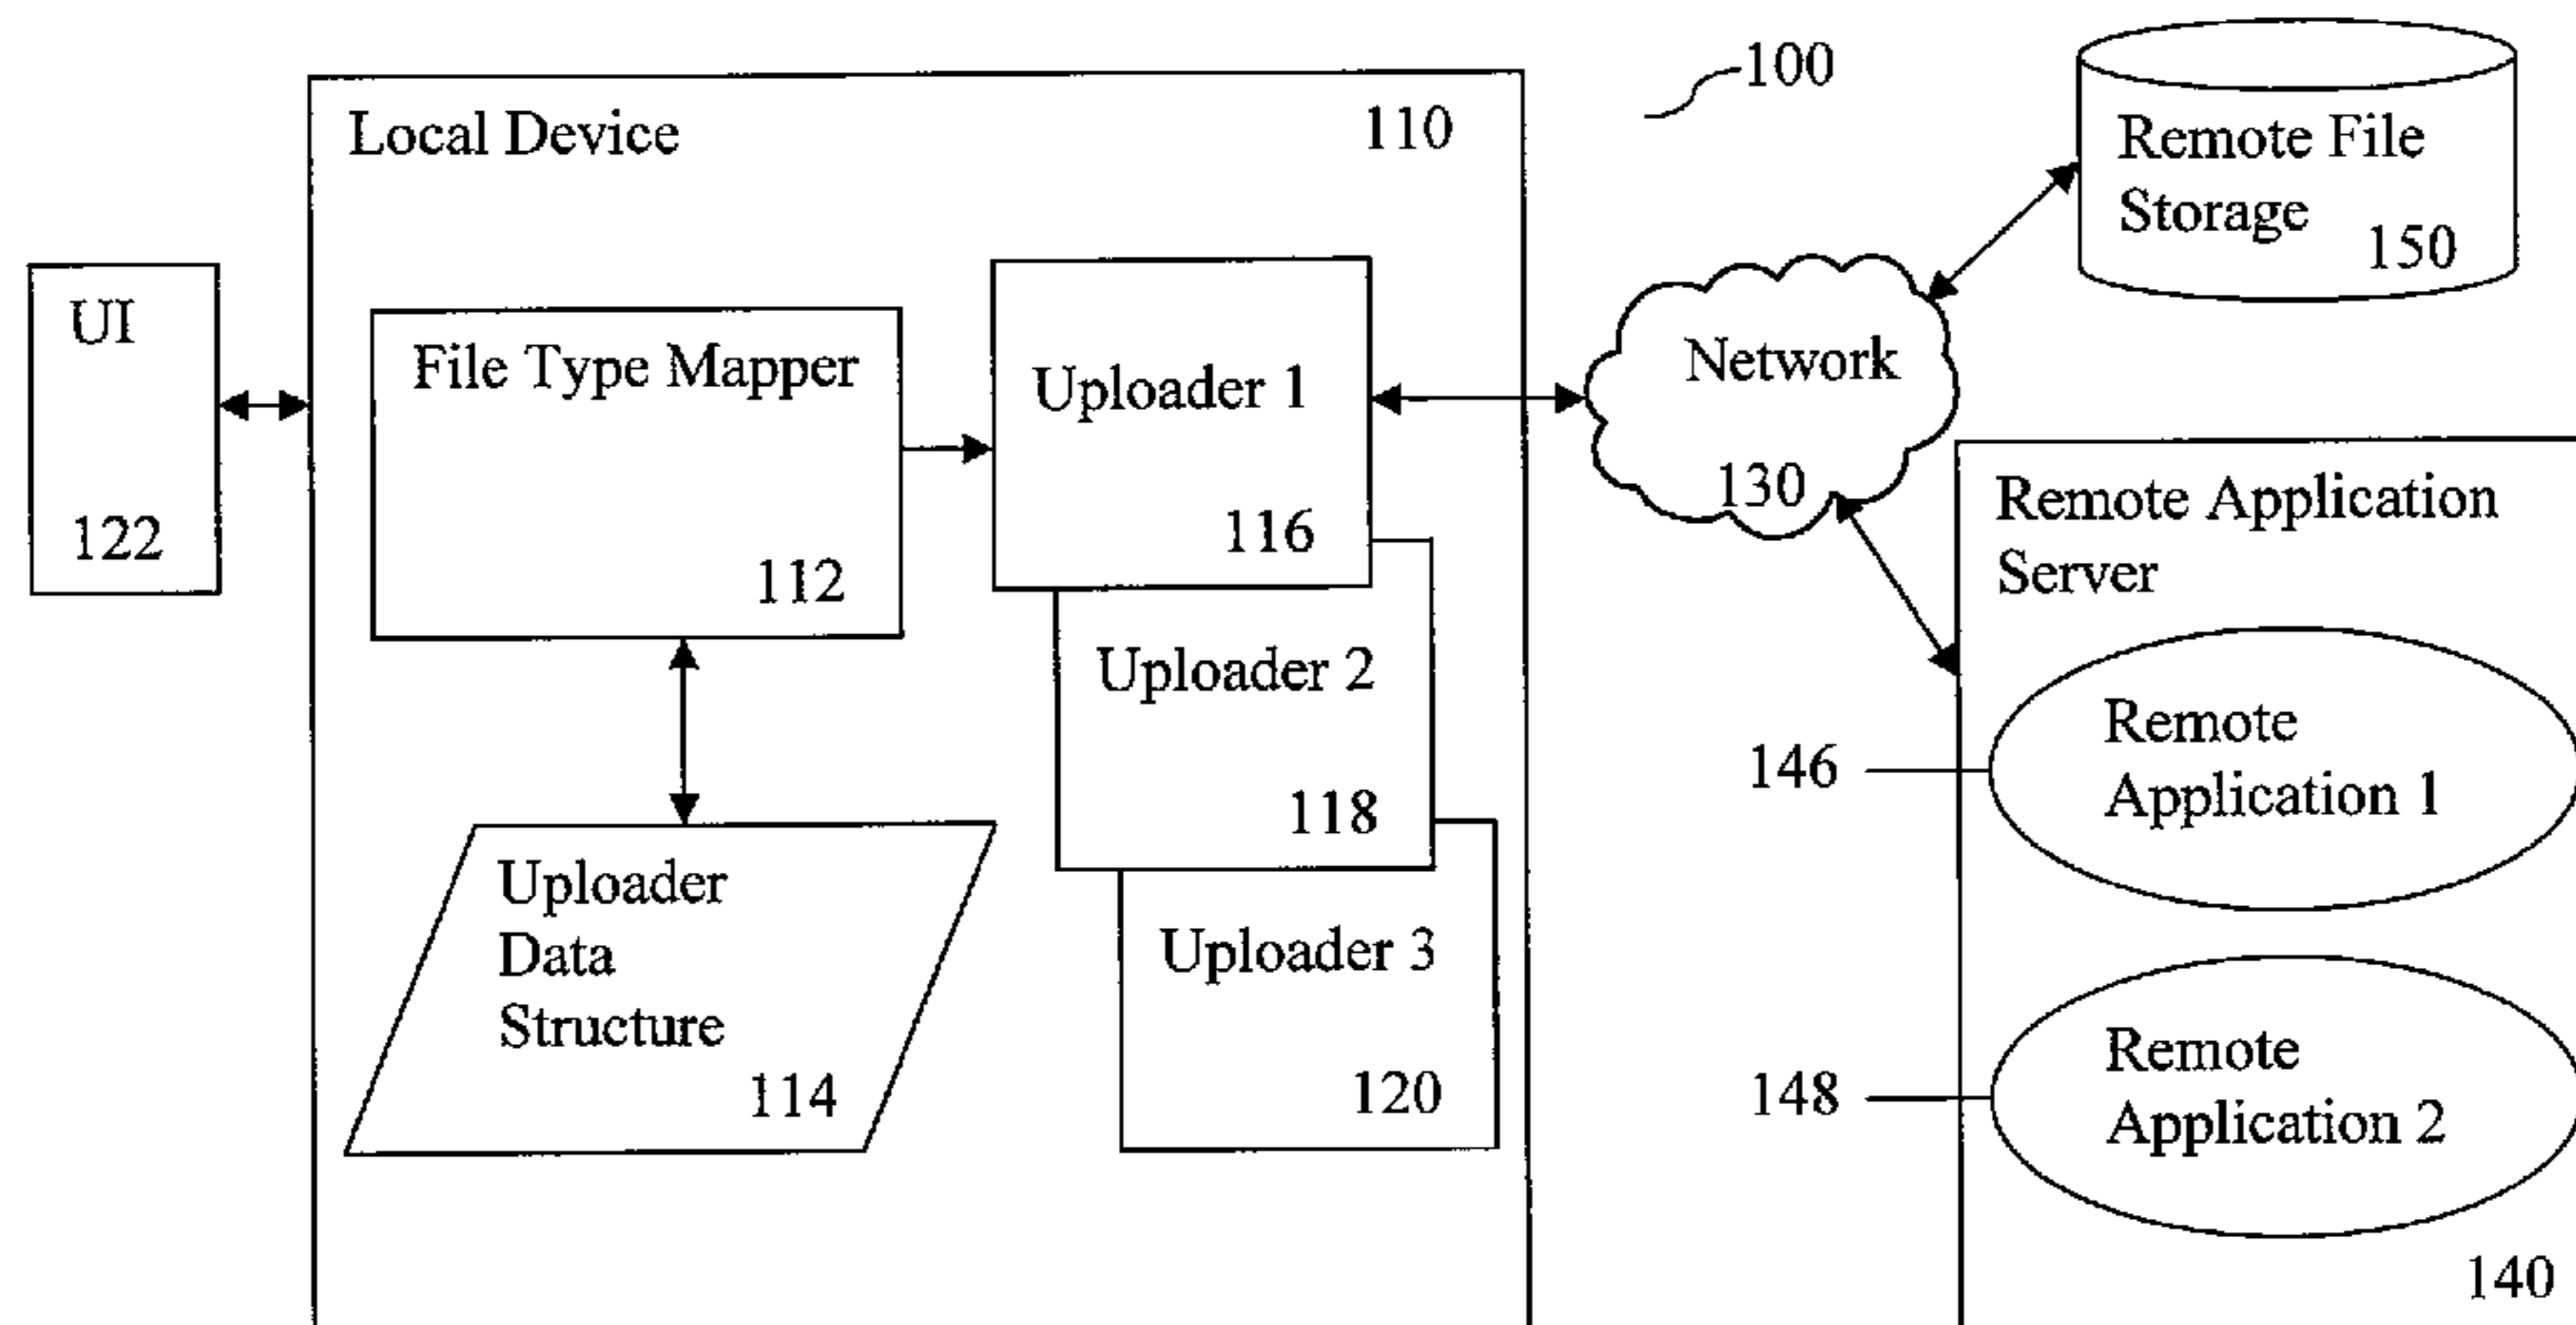 100
Local Device
110
UI
122
File Type Mapper
112
Uploader
Data
Structure
114
Uploader 1
116
Uploader 2
118
Uploader 3
120
Network
130
Remote File
Storage
150
Remote Application
Server
146
Remote
Application 1
148
Remote
Application 2
140